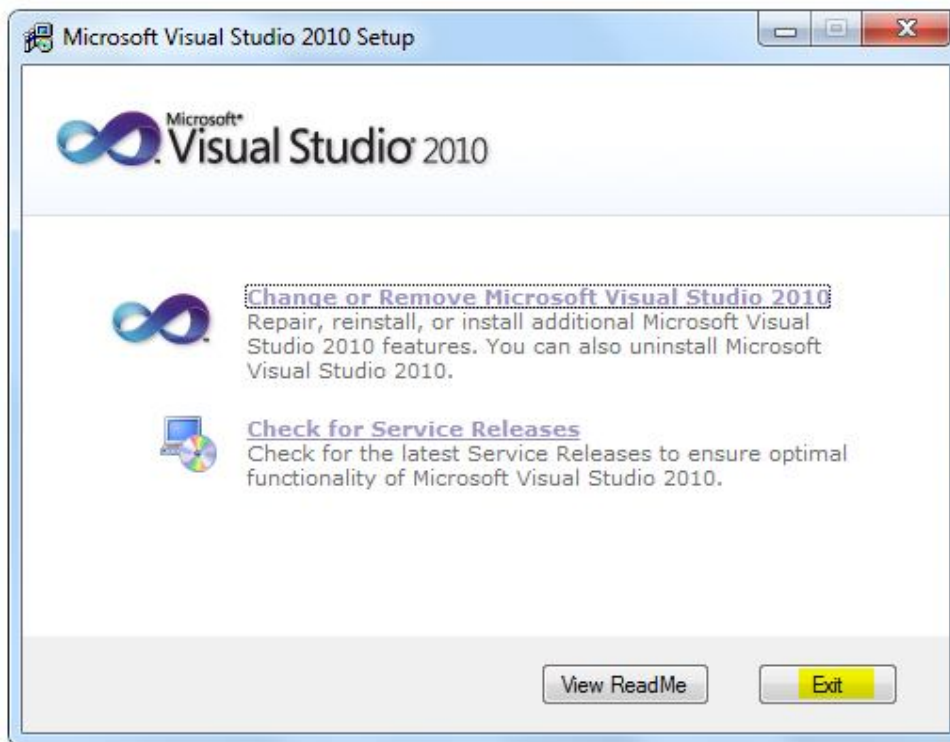 Microsoft Visual Studio 2010 Setup
Microsoft®
Visual Studio® 2010
Change or Remove Microsoft Visual Studio 2010
Repair, reinstall, or install additional Microsoft Visual
Studio 2010 features. You can also uninstall Microsoft
Visual Studio 2010.
Check for Service Releases
Check for the latest Service Releases to ensure optimal
functionality of Microsoft Visual Studio 2010.
View ReadMe Exit